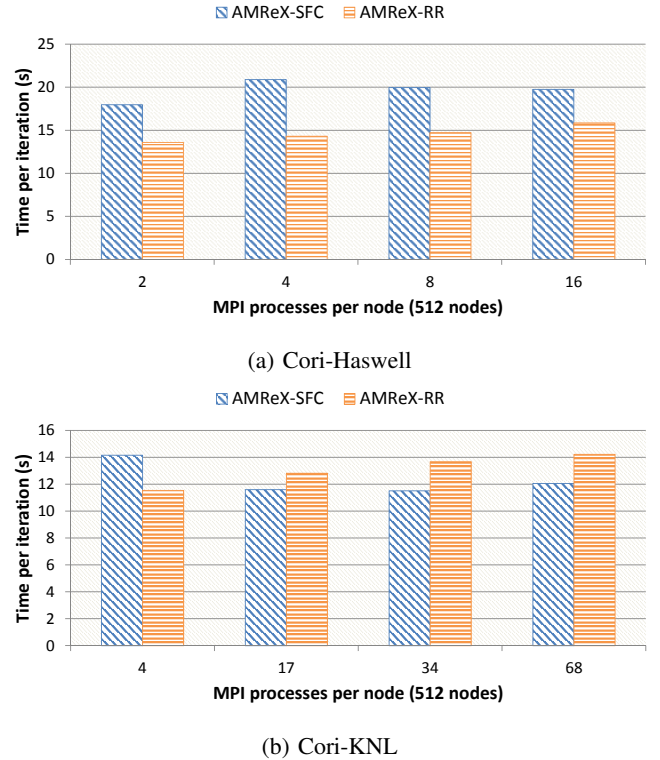 AMReX-SFC AMReX-RR
25
20
15
10
5
0
Time per iteration (s)
2 4 8 16
MPI processes per node (512 nodes)
(a) Cori-Haswell
AMReX-SFC AMReX-RR
16
14
12
10
8
6
4
2
0
Time per iteration (s)
4 17 34 68
MPI processes per node (512 nodes)
(b) Cori-KNL